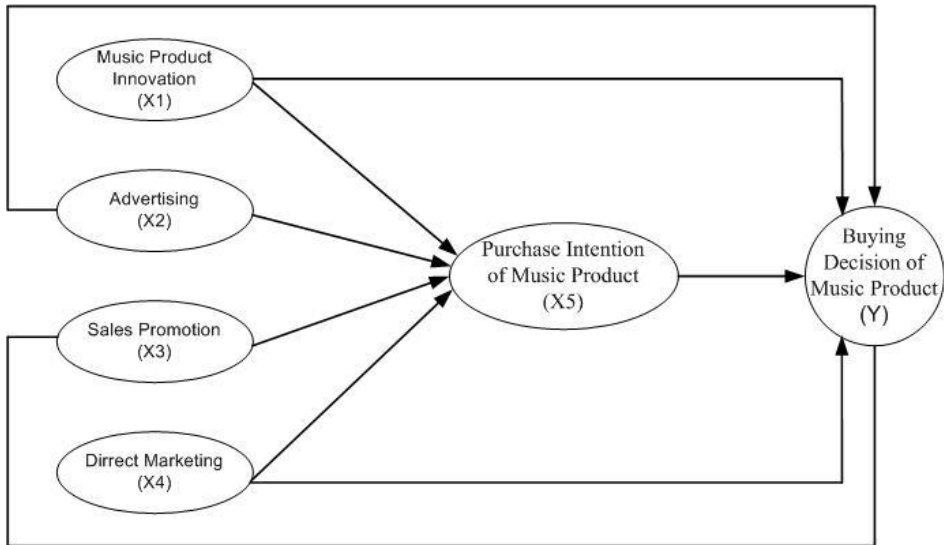 Music Product
Innovation
(X1)
Advertising
(X2)
Sales Promotion
(X3)
Dirrect Marketing
(X4)
Purchase Intention
of Music Product
(X5)
Buying
Decision of
Music Product
(Y)